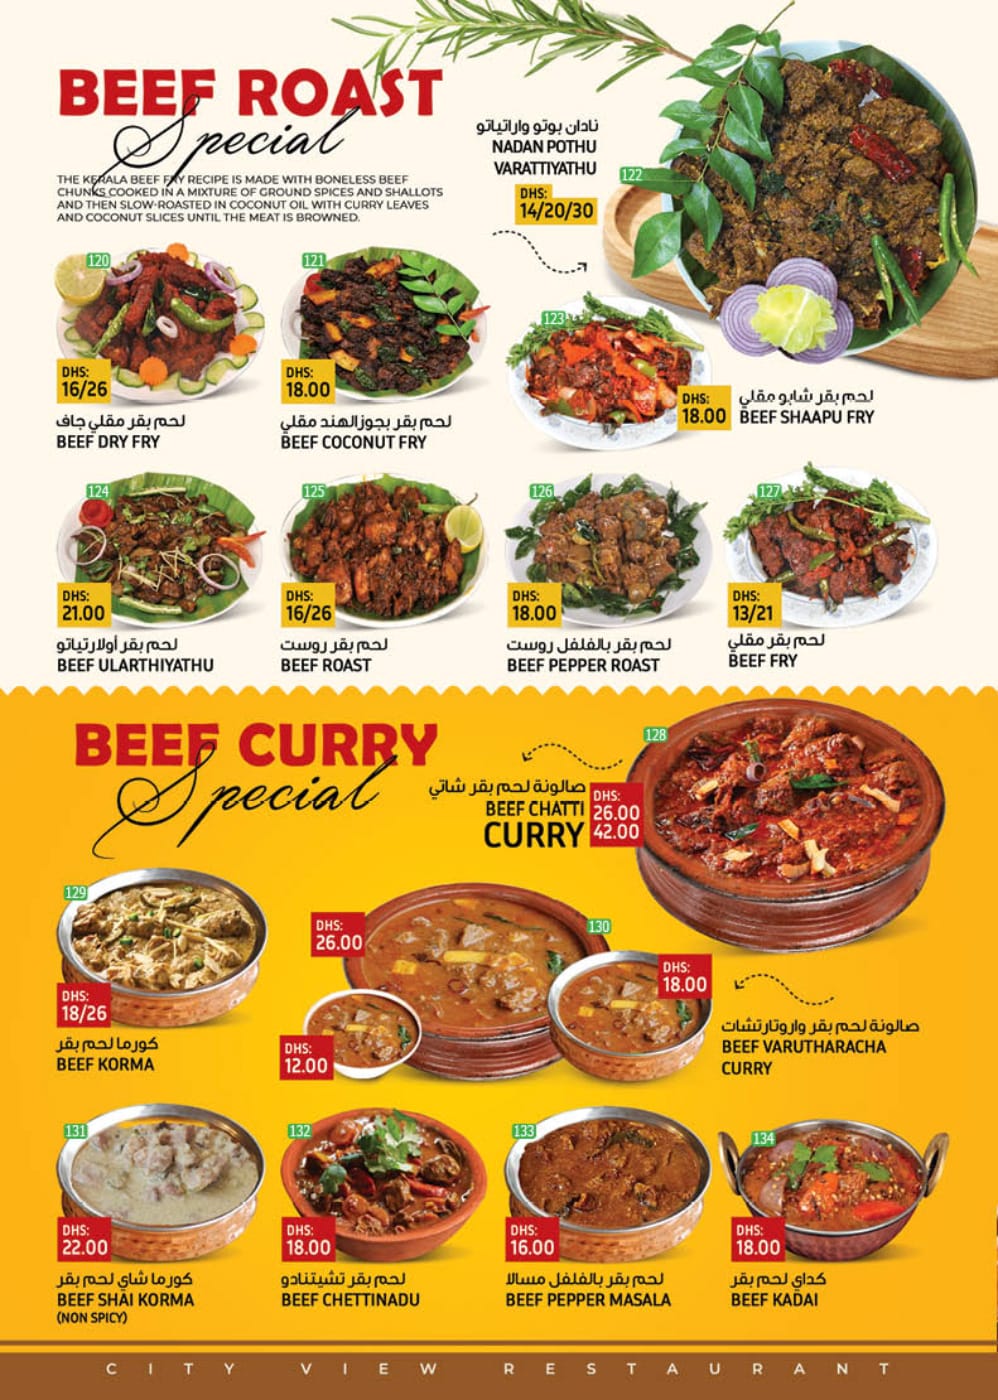 BEEF ROAST
Special
THE KERALA BEEF FRY RECIPE IS MADE WITH BONELESS BEEF
CHUNKS COOKED IN A MIXTURE OF GROUND SPICES AND SHALLOTS
AND THEN SLOW-ROASTED IN COCONUT OIL WITH CURRY LEAVES
AND COCONUT SLICES UNTIL THE MEAT IS BROWNED.
نادان بوتو واراتياتو
NADAN POTHU
VARATTIYATHU
122
DHS:
14/20/30
120
DHS:
16/26
لحم بقر مقلي جاف
BEEF DRY FRY
121
DHS:
18.00
لحم بقر بجوزالهند مقلي
BEEF COCONUT FRY
123
DHS:
18.00
لحم بقر شابو مقلي
BEEF SHAAPU FRY
124
DHS:
21.00
لحم بقر أولارتياتو
BEEF ULARTHIYATHU
125
DHS:
16/26
لحم بقر روست
BEEF ROAST
126
DHS:
18.00
لحم بقر بالفلفل روست
BEEF PEPPER ROAST
127
DHS:
13/21
لحم بقر مقلي
BEEF FRY
BEEF CURRY
Special
128
صالونة لحم بقر شاتي
BEEF CHATTI
CURRY
DHS:
26.00
42.00
129
DHS:
18/26
كورما لحم بقر
BEEF KORMA
130
DHS:
26.00
DHS:
12.00
DHS:
18.00
صالونة لحم بقر واروتارتشات
BEEF VARUTHARACHA
CURRY
131
DHS:
22.00
كورما شاي لحم بقر
BEEF SHAI KORMA
(NON SPICY)
132
DHS:
18.00
لحم بقر تشيتنادو
BEEF CHETTINADU
133
DHS:
16.00
لحم بقر بالفلفل مسالا
BEEF PEPPER MASALA
134
DHS:
18.00
كداي لحم بقر
BEEF KADAI
CITY VIEW RESTAURANT